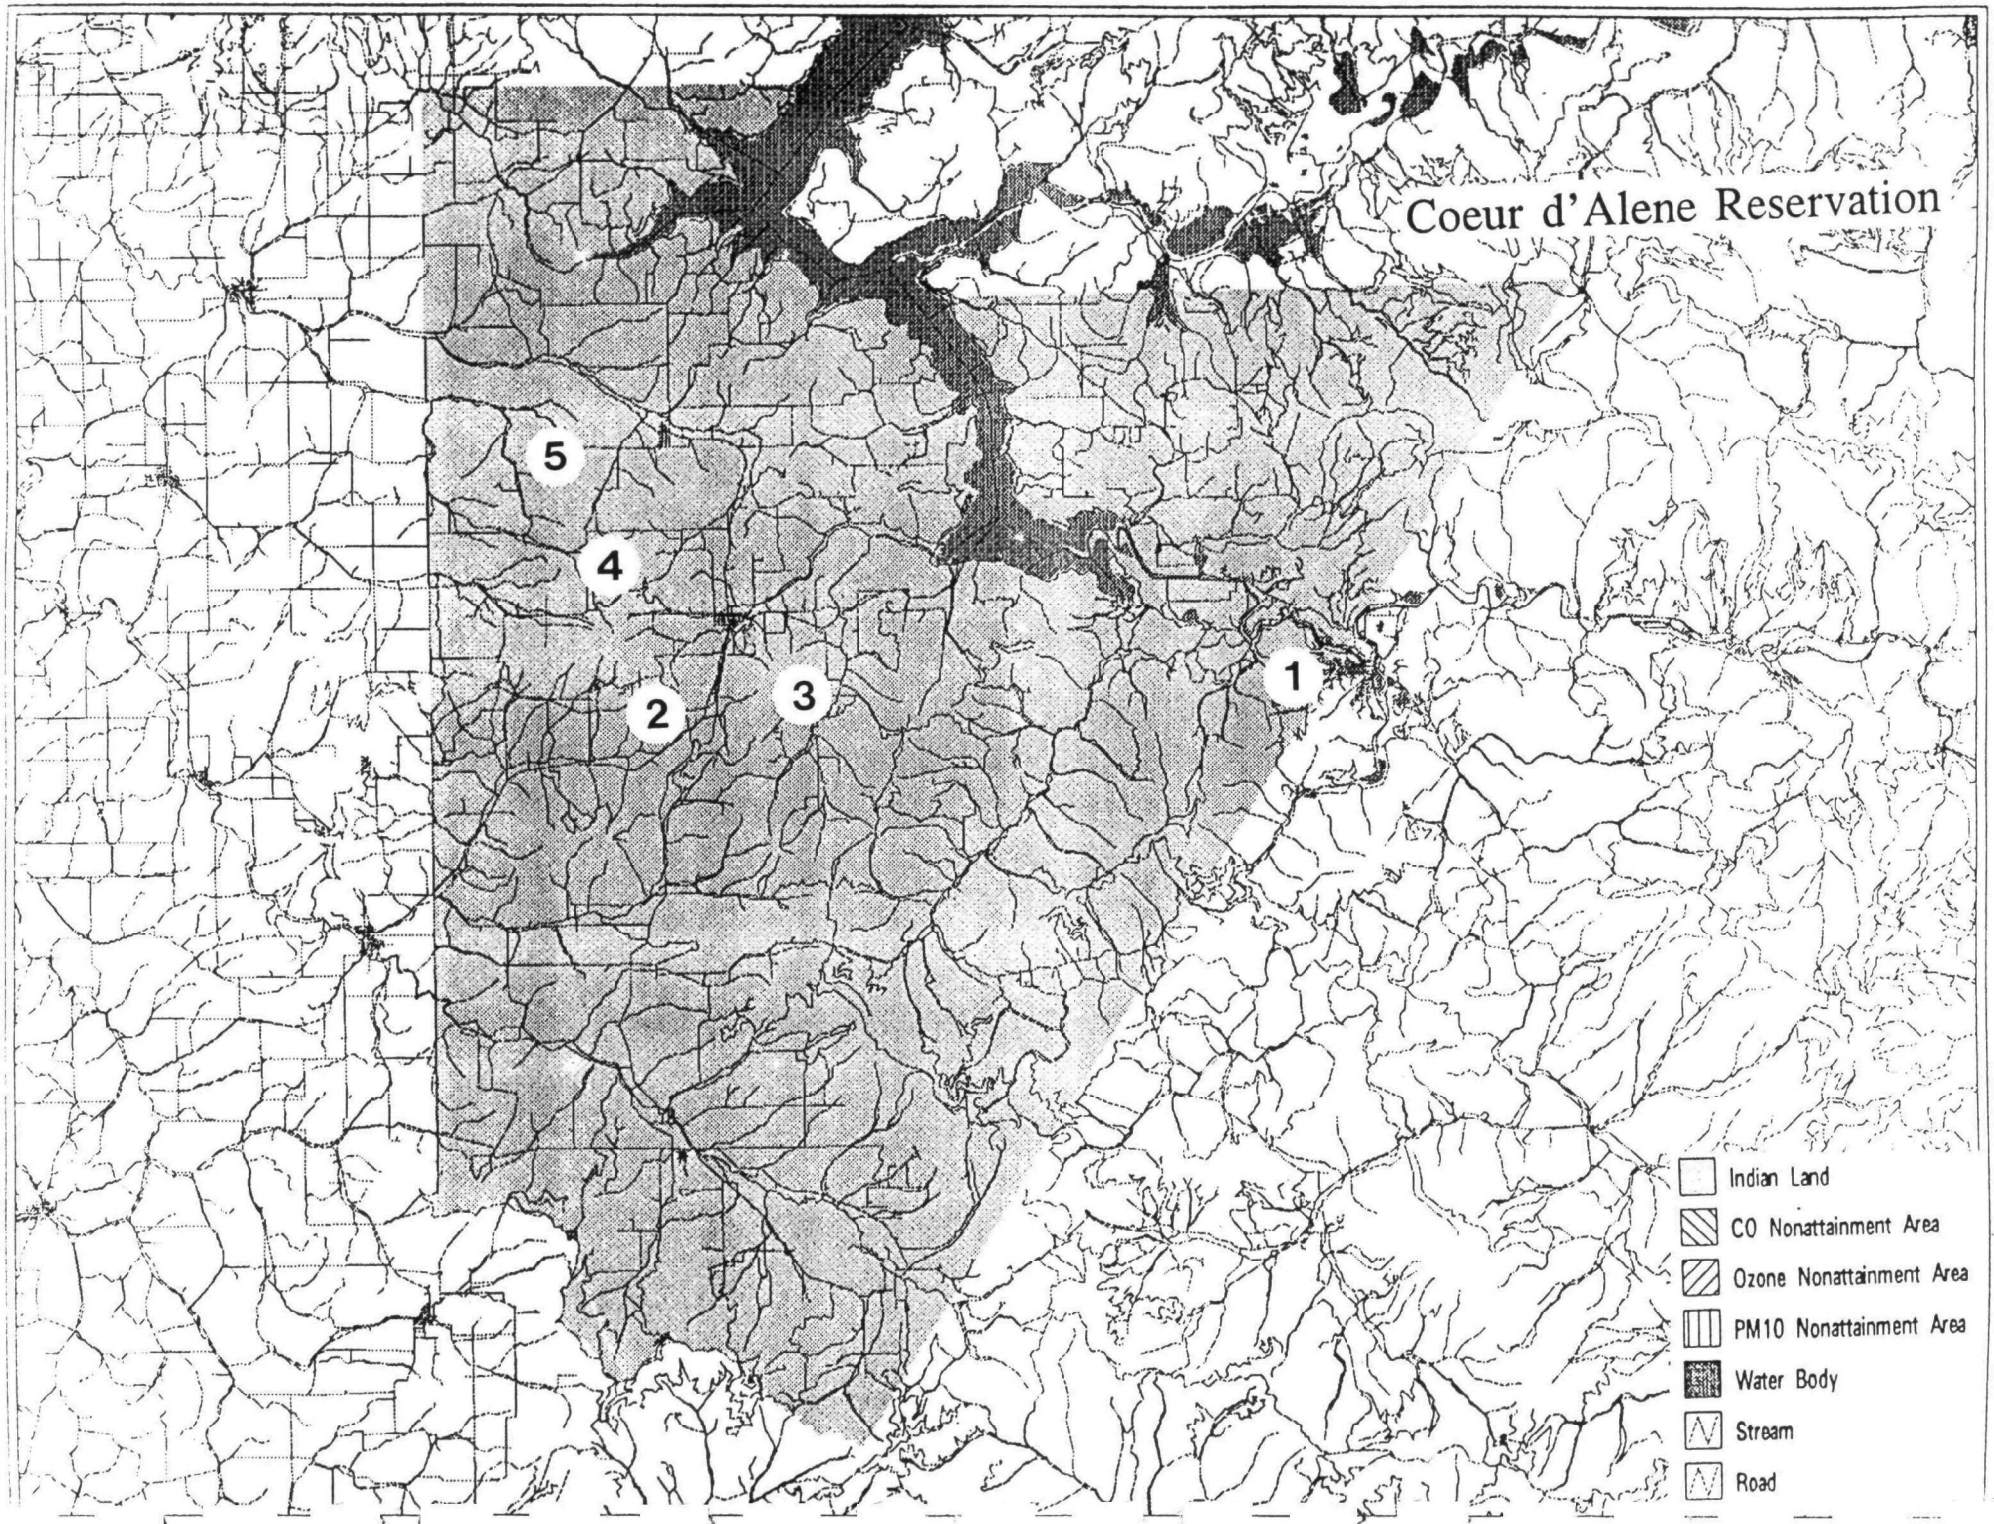 Coeur d'Alene Reservation
5
4
3
2
1
Indian Land
CO Nonattainment Area
Ozone Nonattainment Area
PM10 Nonattainment Area
Water Body
Stream
Road